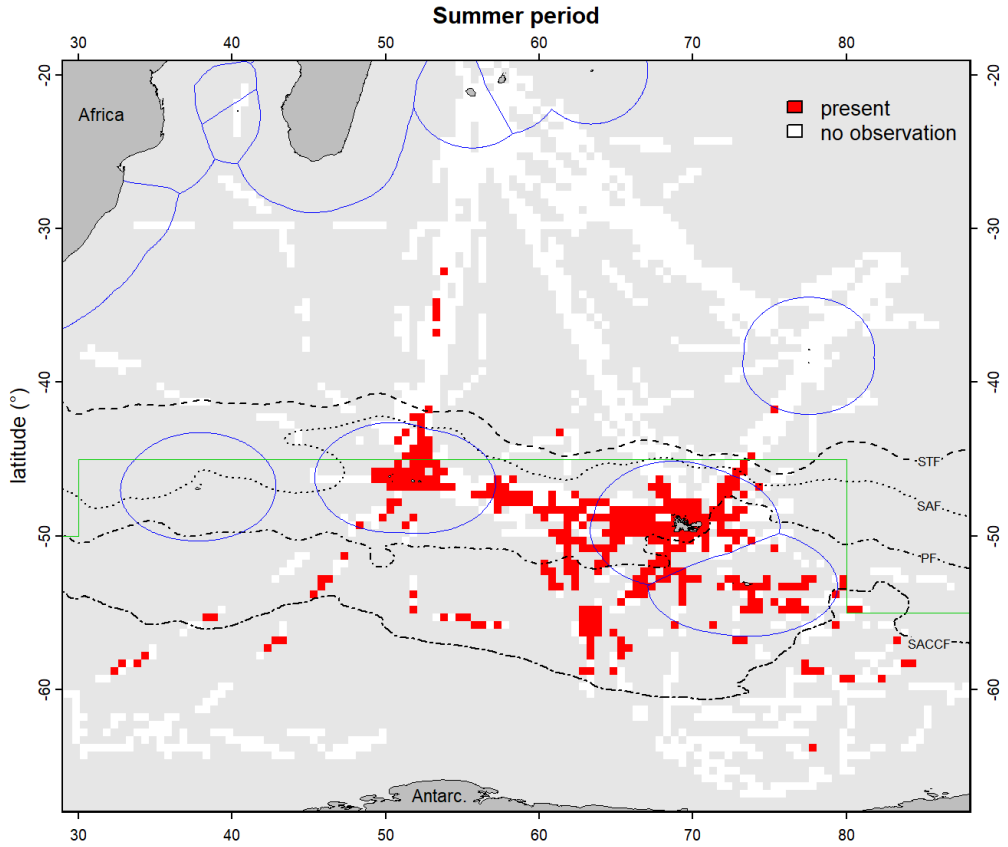 Summer period
30 40 50 60 70 80
-20 -20
Africa
present
no observation
-30 -30
-40 -40
latitude (°)
STF
SAF
-50 -50
PF
SACCF
-60 -60
Antarc.
30 40 50 60 70 80